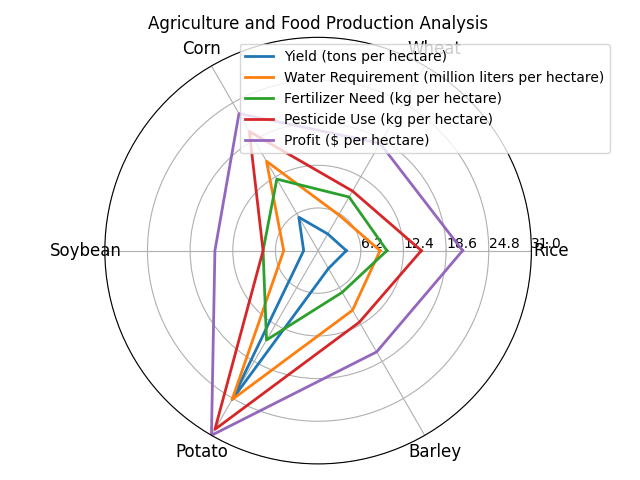 Agriculture and Food Production Analysis
Corn
Wheat
Yield (tons per hectare)
Water Requirement (million liters per hectare)
Fertilizer Need (kg per hectare)
Pesticide Use (kg per hectare)
Profit ($ per hectare)
Soybean
6.2
12.4
18.6
24.8
31.0
Rice
Potato
Barley